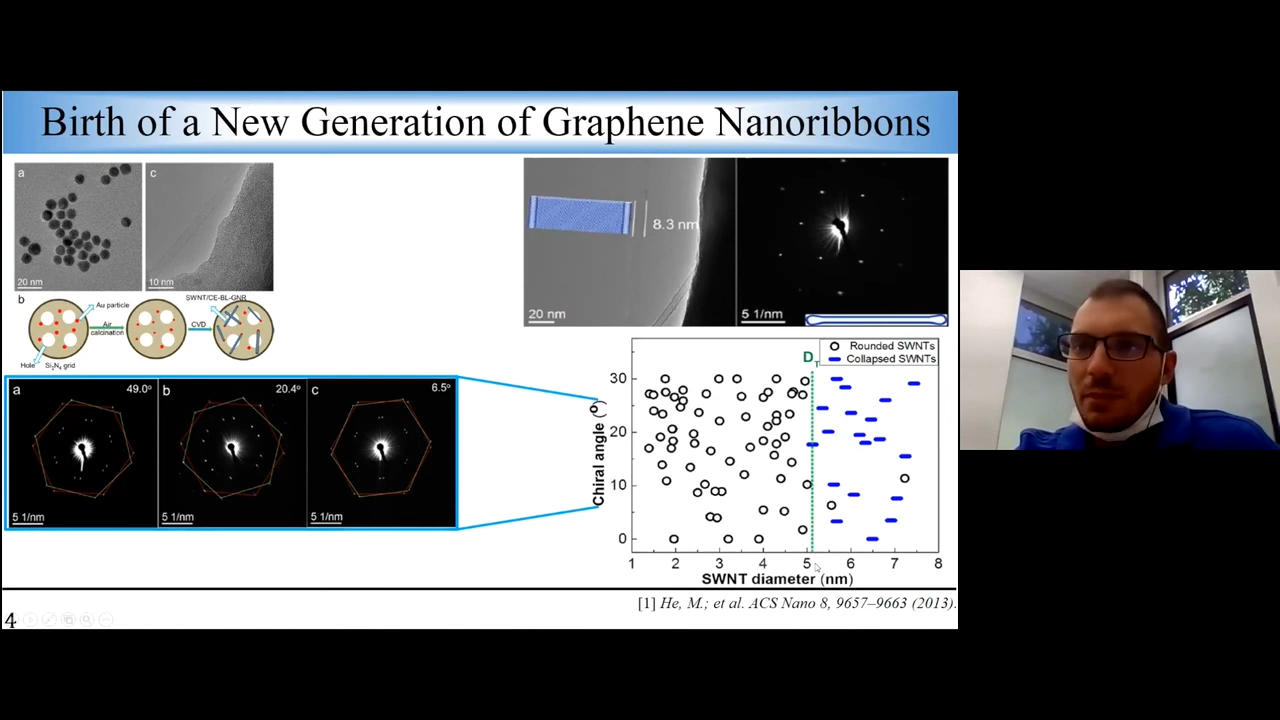 Birth of a New Generation of Graphene Nanoribbons
a
c
20 nm
10 nm
b
Au particle
SWNT/CE-BL-GNR
Air
calcination
CVD
Hole
Si3N4 grid
8.3 nm
20 nm
5 1/nm
a
49.0°
b
20.4°
c
6.5°
5 1/nm
5 1/nm
5 1/nm
DT
Rounded SWNTs
Collapsed SWNTs
Chiral angle (°)
30
20
10
0
1 2 3 4 5 6 7 8
SWNT diameter (nm)
[1] He, M.; et al. ACS Nano 8, 9657–9663 (2013).
4